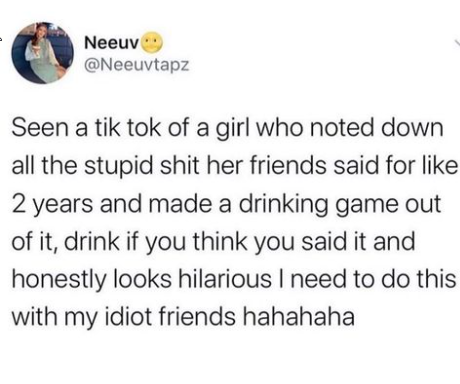 Neeuv😶
@Neeuvtapz
Seen a tik tok of a girl who noted down
all the stupid shit her friends said for like
2 years and made a drinking game out
of it, drink if you think you said it and
honestly looks hilarious I need to do this
with my idiot friends hahahaha